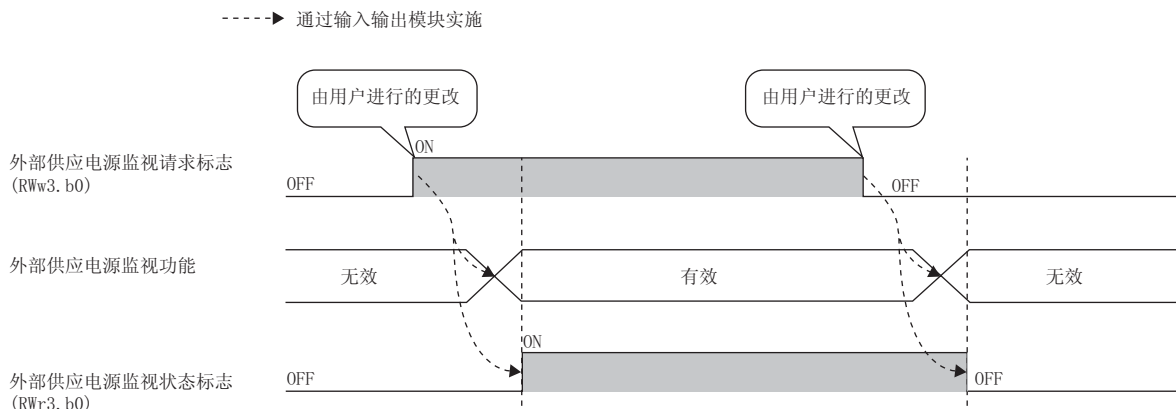 通过输入输出模块实施
由用户进行的更改
由用户进行的更改
外部供应电源监视请求标志
(RWw3.b0)
OFF
ON
OFF
外部供应电源监视功能
无效
有效
无效
外部供应电源监视状态标志
(RWr3.b0)
OFF
ON
OFF